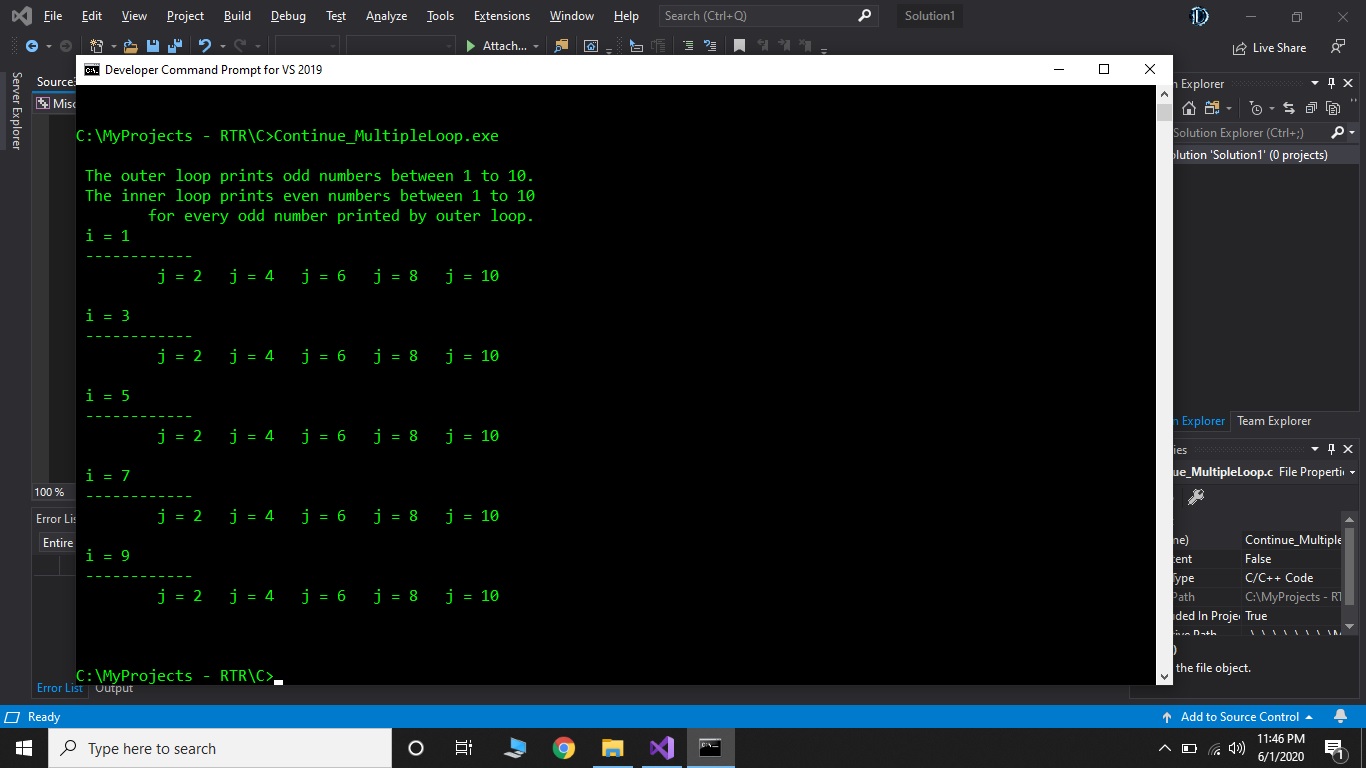 File Edit View Project Build Debug Test Analyze Tools Extensions Window Help Search (Ctrl+Q) Solution1
Attach... Live Share
Server Explorer
Source
Misc
Developer Command Prompt for VS 2019
C:\MyProjects - RTR\C>Continue_MultipleLoop.exe
The outer loop prints odd numbers between 1 to 10.
The inner loop prints even numbers between 1 to 10
for every odd number printed by outer loop.
i = 1
------------
j = 2 j = 4 j = 6 j = 8 j = 10
i = 3
------------
j = 2 j = 4 j = 6 j = 8 j = 10
i = 5
------------
j = 2 j = 4 j = 6 j = 8 j = 10
i = 7
------------
j = 2 j = 4 j = 6 j = 8 j = 10
i = 9
------------
j = 2 j = 4 j = 6 j = 8 j = 10
C:\MyProjects - RTR\C>
n Explorer
Solution Explorer (Ctrl+;)
olution 'Solution1' (0 projects)
n Explorer Team Explorer
ies
ue_MultipleLoop.c File Properti
me) Continue_Multiple
tent False
Type C/C++ Code
Path C:\MyProjects - RT
ded In Projec True
tive Path
)
the file object.
100 %
Error Lis
Entire
Error List Output
Ready Add to Source Control
Type here to search
11:46 PM
6/1/2020
1